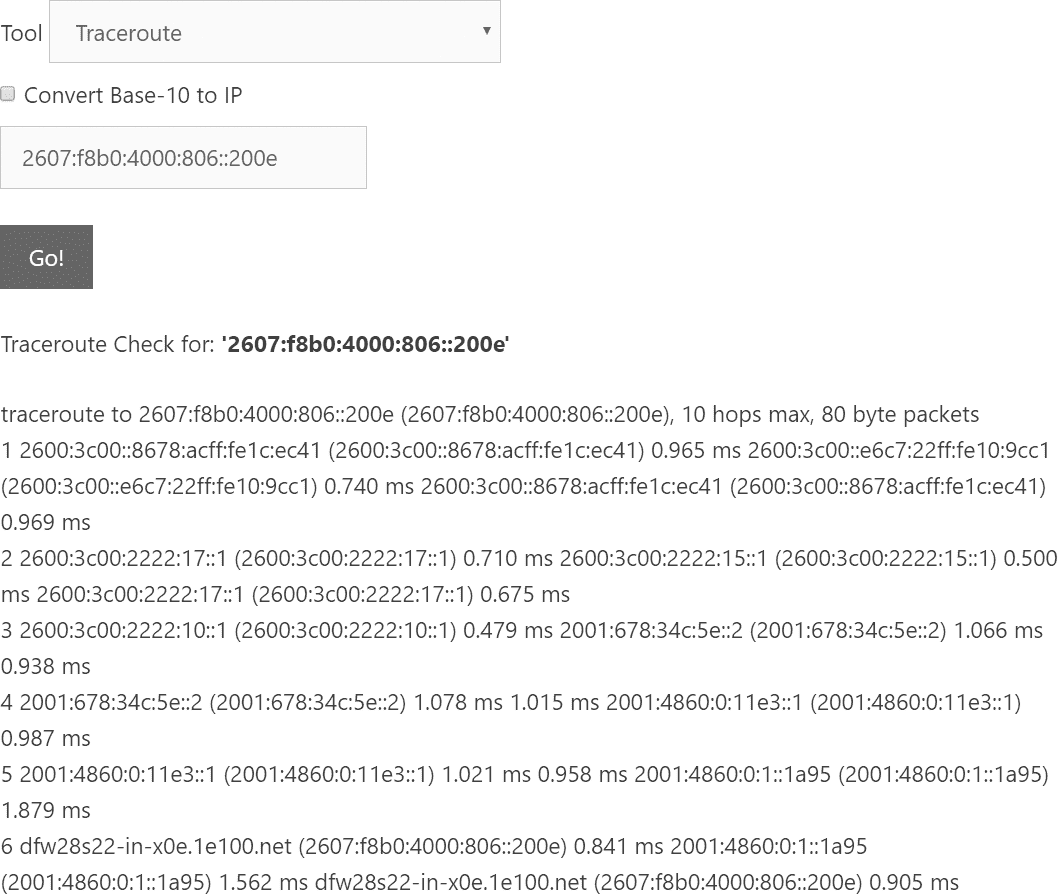 Tool Traceroute
Convert Base-10 to IP
2607:f8b0:4000:806::200e
Go!
Traceroute Check for: '2607:f8b0:4000:806::200e'
traceroute to 2607:f8b0:4000:806::200e (2607:f8b0:4000:806::200e), 10 hops max, 80 byte packets
1 2600:3c00::8678:acff:fe1c:ec41 (2600:3c00::8678:acff:fe1c:ec41) 0.965 ms 2600:3c00::e6c7:22ff:fe10:9cc1
(2600:3c00::e6c7:22ff:fe10:9cc1) 0.740 ms 2600:3c00::8678:acff:fe1c:ec41 (2600:3c00::8678:acff:fe1c:ec41)
0.969 ms
2 2600:3c00:2222:17::1 (2600:3c00:2222:17::1) 0.710 ms 2600:3c00:2222:15::1 (2600:3c00:2222:15::1) 0.500
ms 2600:3c00:2222:17::1 (2600:3c00:2222:17::1) 0.675 ms
3 2600:3c00:2222:10::1 (2600:3c00:2222:10::1) 0.479 ms 2001:678:34c:5e::2 (2001:678:34c:5e::2) 1.066 ms
0.938 ms
4 2001:678:34c:5e::2 (2001:678:34c:5e::2) 1.078 ms 1.015 ms 2001:4860:0:11e3::1 (2001:4860:0:11e3::1)
0.987 ms
5 2001:4860:0:11e3::1 (2001:4860:0:11e3::1) 1.021 ms 0.958 ms 2001:4860:0:1::1a95 (2001:4860:0:1::1a95)
1.879 ms
6 dfw28s22-in-x0e.1e100.net (2607:f8b0:4000:806::200e) 0.841 ms 2001:4860:0:1::1a95
(2001:4860:0:1::1a95) 1.562 ms dfw28s22-in-x0e.1e100.net (2607:f8b0:4000:806::200e) 0.905 ms